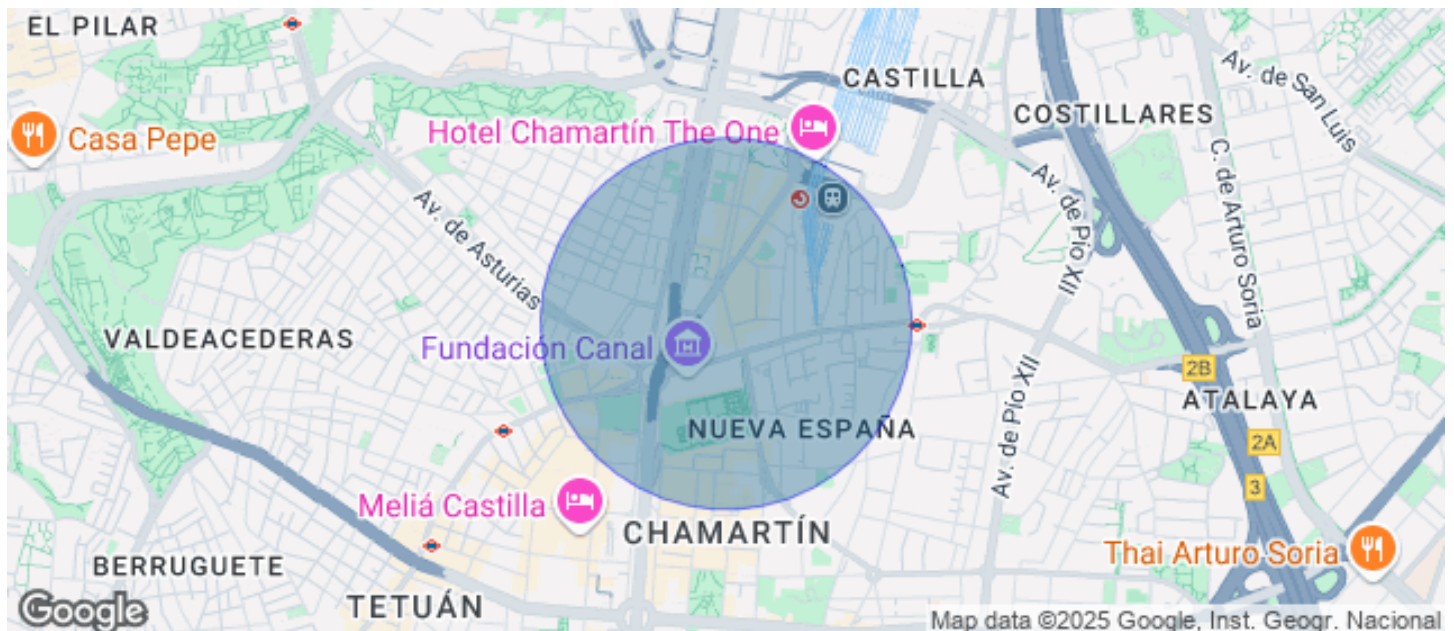 EL PILAR
CASTILLA
Av. de San Luis
COSTILLARES
Casa Pepe
Hotel Chamartín The One
Av. de Asturias
Av. de Pío XII
C. de Arturo Soria
VALDEACEDERAS
Fundación Canal
2B
ATALAYA
NUEVA ESPAÑA
Av. de Pío XII
2A
3
Meliá Castilla
CHAMARTÍN
Thai Arturo Soria
BERRUGUETE
TETUÁN
Google
Map data ©2025 Google, Inst. Geogr. Nacional